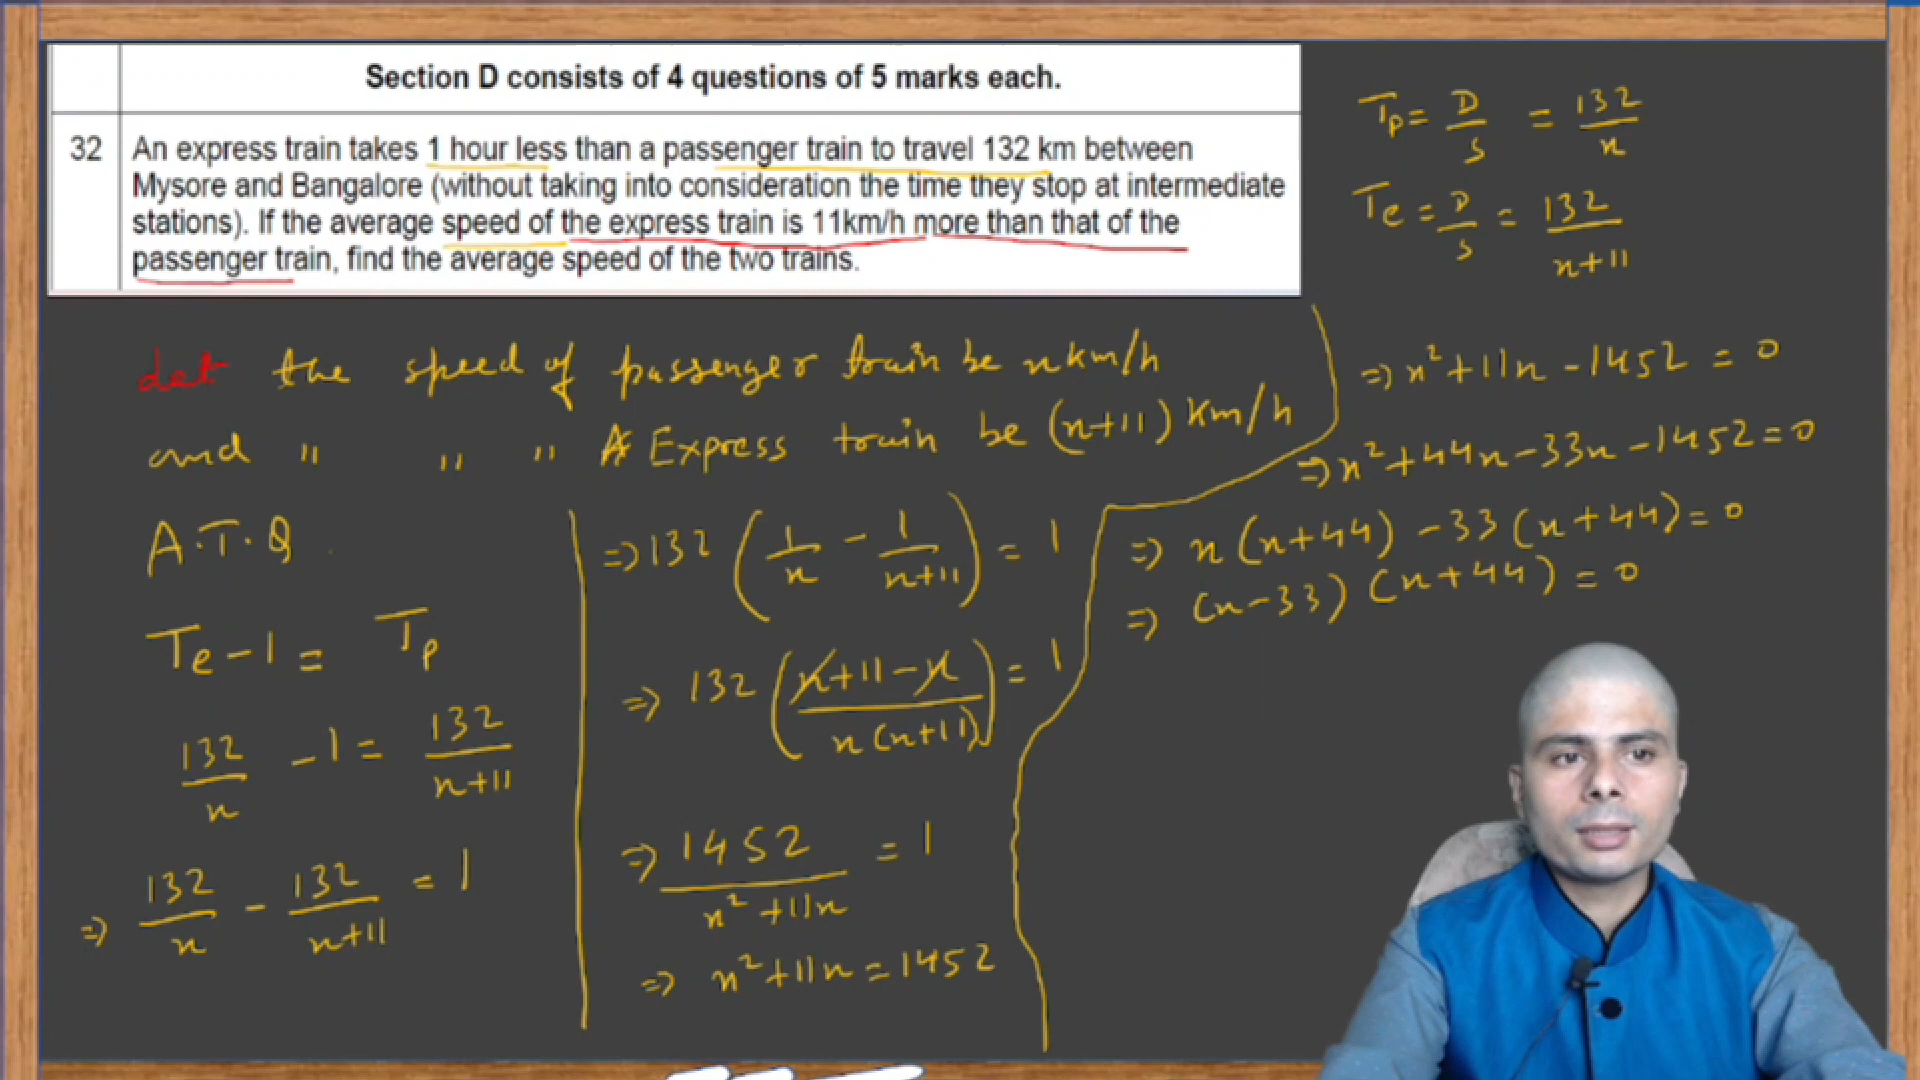 Section D consists of 4 questions of 5 marks each.
32 An express train takes 1 hour less than a passenger train to travel 132 km between
Mysore and Bangalore (without taking into consideration the time they stop at intermediate
stations). If the average speed of the express train is 11km/h more than that of the
passenger train, find the average speed of the two trains.
Tp = D/S = 132/x
Te = D/S = 132/(x+11)
Let the speed of passenger train be x km/h
and " " " Express train be (x+11) Km/h
A.T.Q
Te - 1 = Tp
132/x - 1 = 132/(x+11)
⇒ 132/x - 132/(x+11) = 1
⇒ 132 (1/x - 1/(x+11)) = 1
⇒ 132 ((x+11-x)/(x(x+11))) = 1
⇒ 1452/(x²+11x) = 1
⇒ x²+11x = 1452
⇒ x²+11x - 1452 = 0
⇒ x²+44x-33x-1452=0
⇒ x(x+44) -33(x+44) = 0
⇒ (x-33) (x+44) = 0